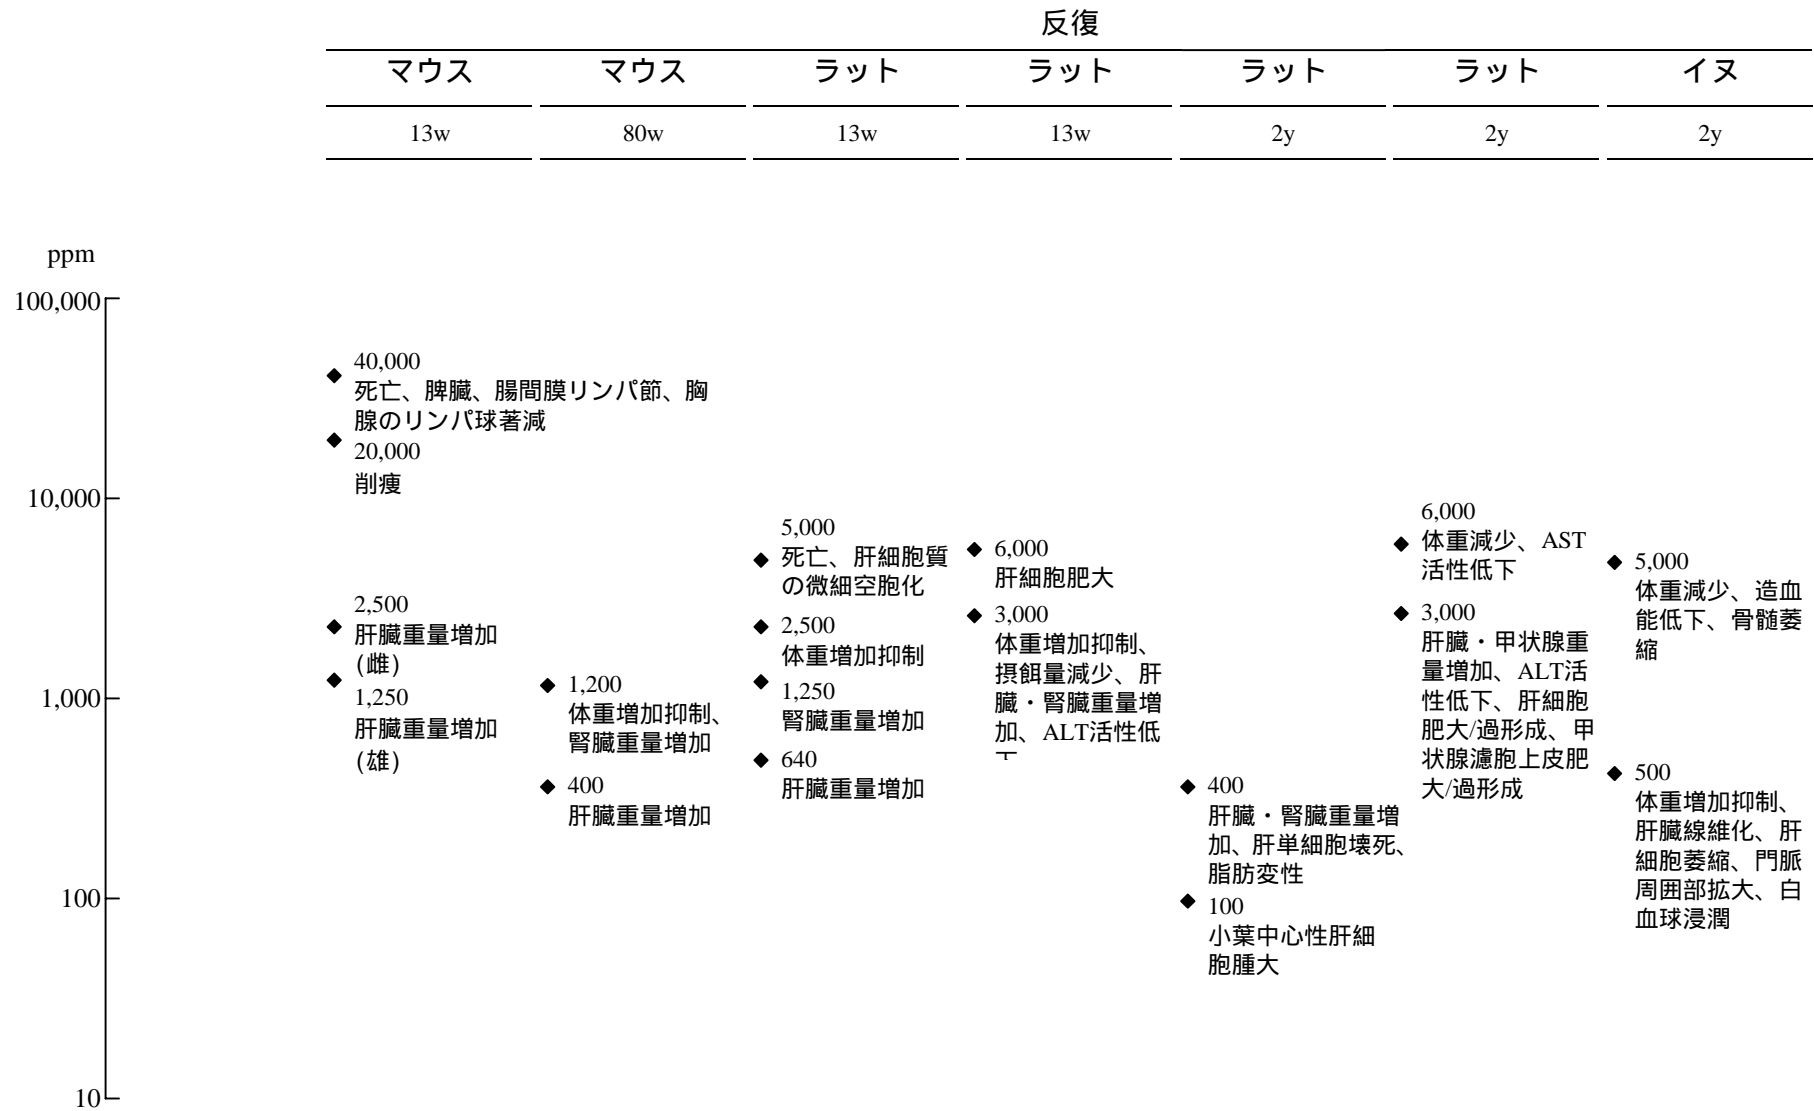 反復
マウス
マウス
ラット
ラット
ラット
ラット
イヌ
13w
80w
13w
13w
2y
2y
2y
ppm
100,000
10,000
1,000
100
10
40,000
死亡、脾臓、腸間膜リンパ節、胸
腺のリンパ球著減
20,000
削痩
2,500
肝臓重量増加
(雌)
1,250
肝臓重量増加
(雄)
1,200
体重増加抑制、
腎臓重量増加
400
肝臓重量増加
5,000
死亡、肝細胞質
の微細空胞化
2,500
体重増加抑制
1,250
腎臓重量増加
640
肝臓重量増加
6,000
肝細胞肥大
3,000
体重増加抑制、
摂餌量減少、肝
臓・腎臓重量増
加、ALT活性低
400
肝臓・腎臓重量増
加、肝単細胞壊死、
脂肪変性
100
小葉中心性肝細
胞腫大
6,000
体重減少、AST
活性低下
3,000
肝臓・甲状腺重
量増加、ALT活
性低下、肝細胞
肥大/過形成、甲
状腺濾胞上皮肥
大/過形成
5,000
体重減少、造血
能低下、骨髄萎
縮
500
体重増加抑制、
肝臓線維化、肝
細胞萎縮、門脈
周囲部拡大、白
血球浸潤